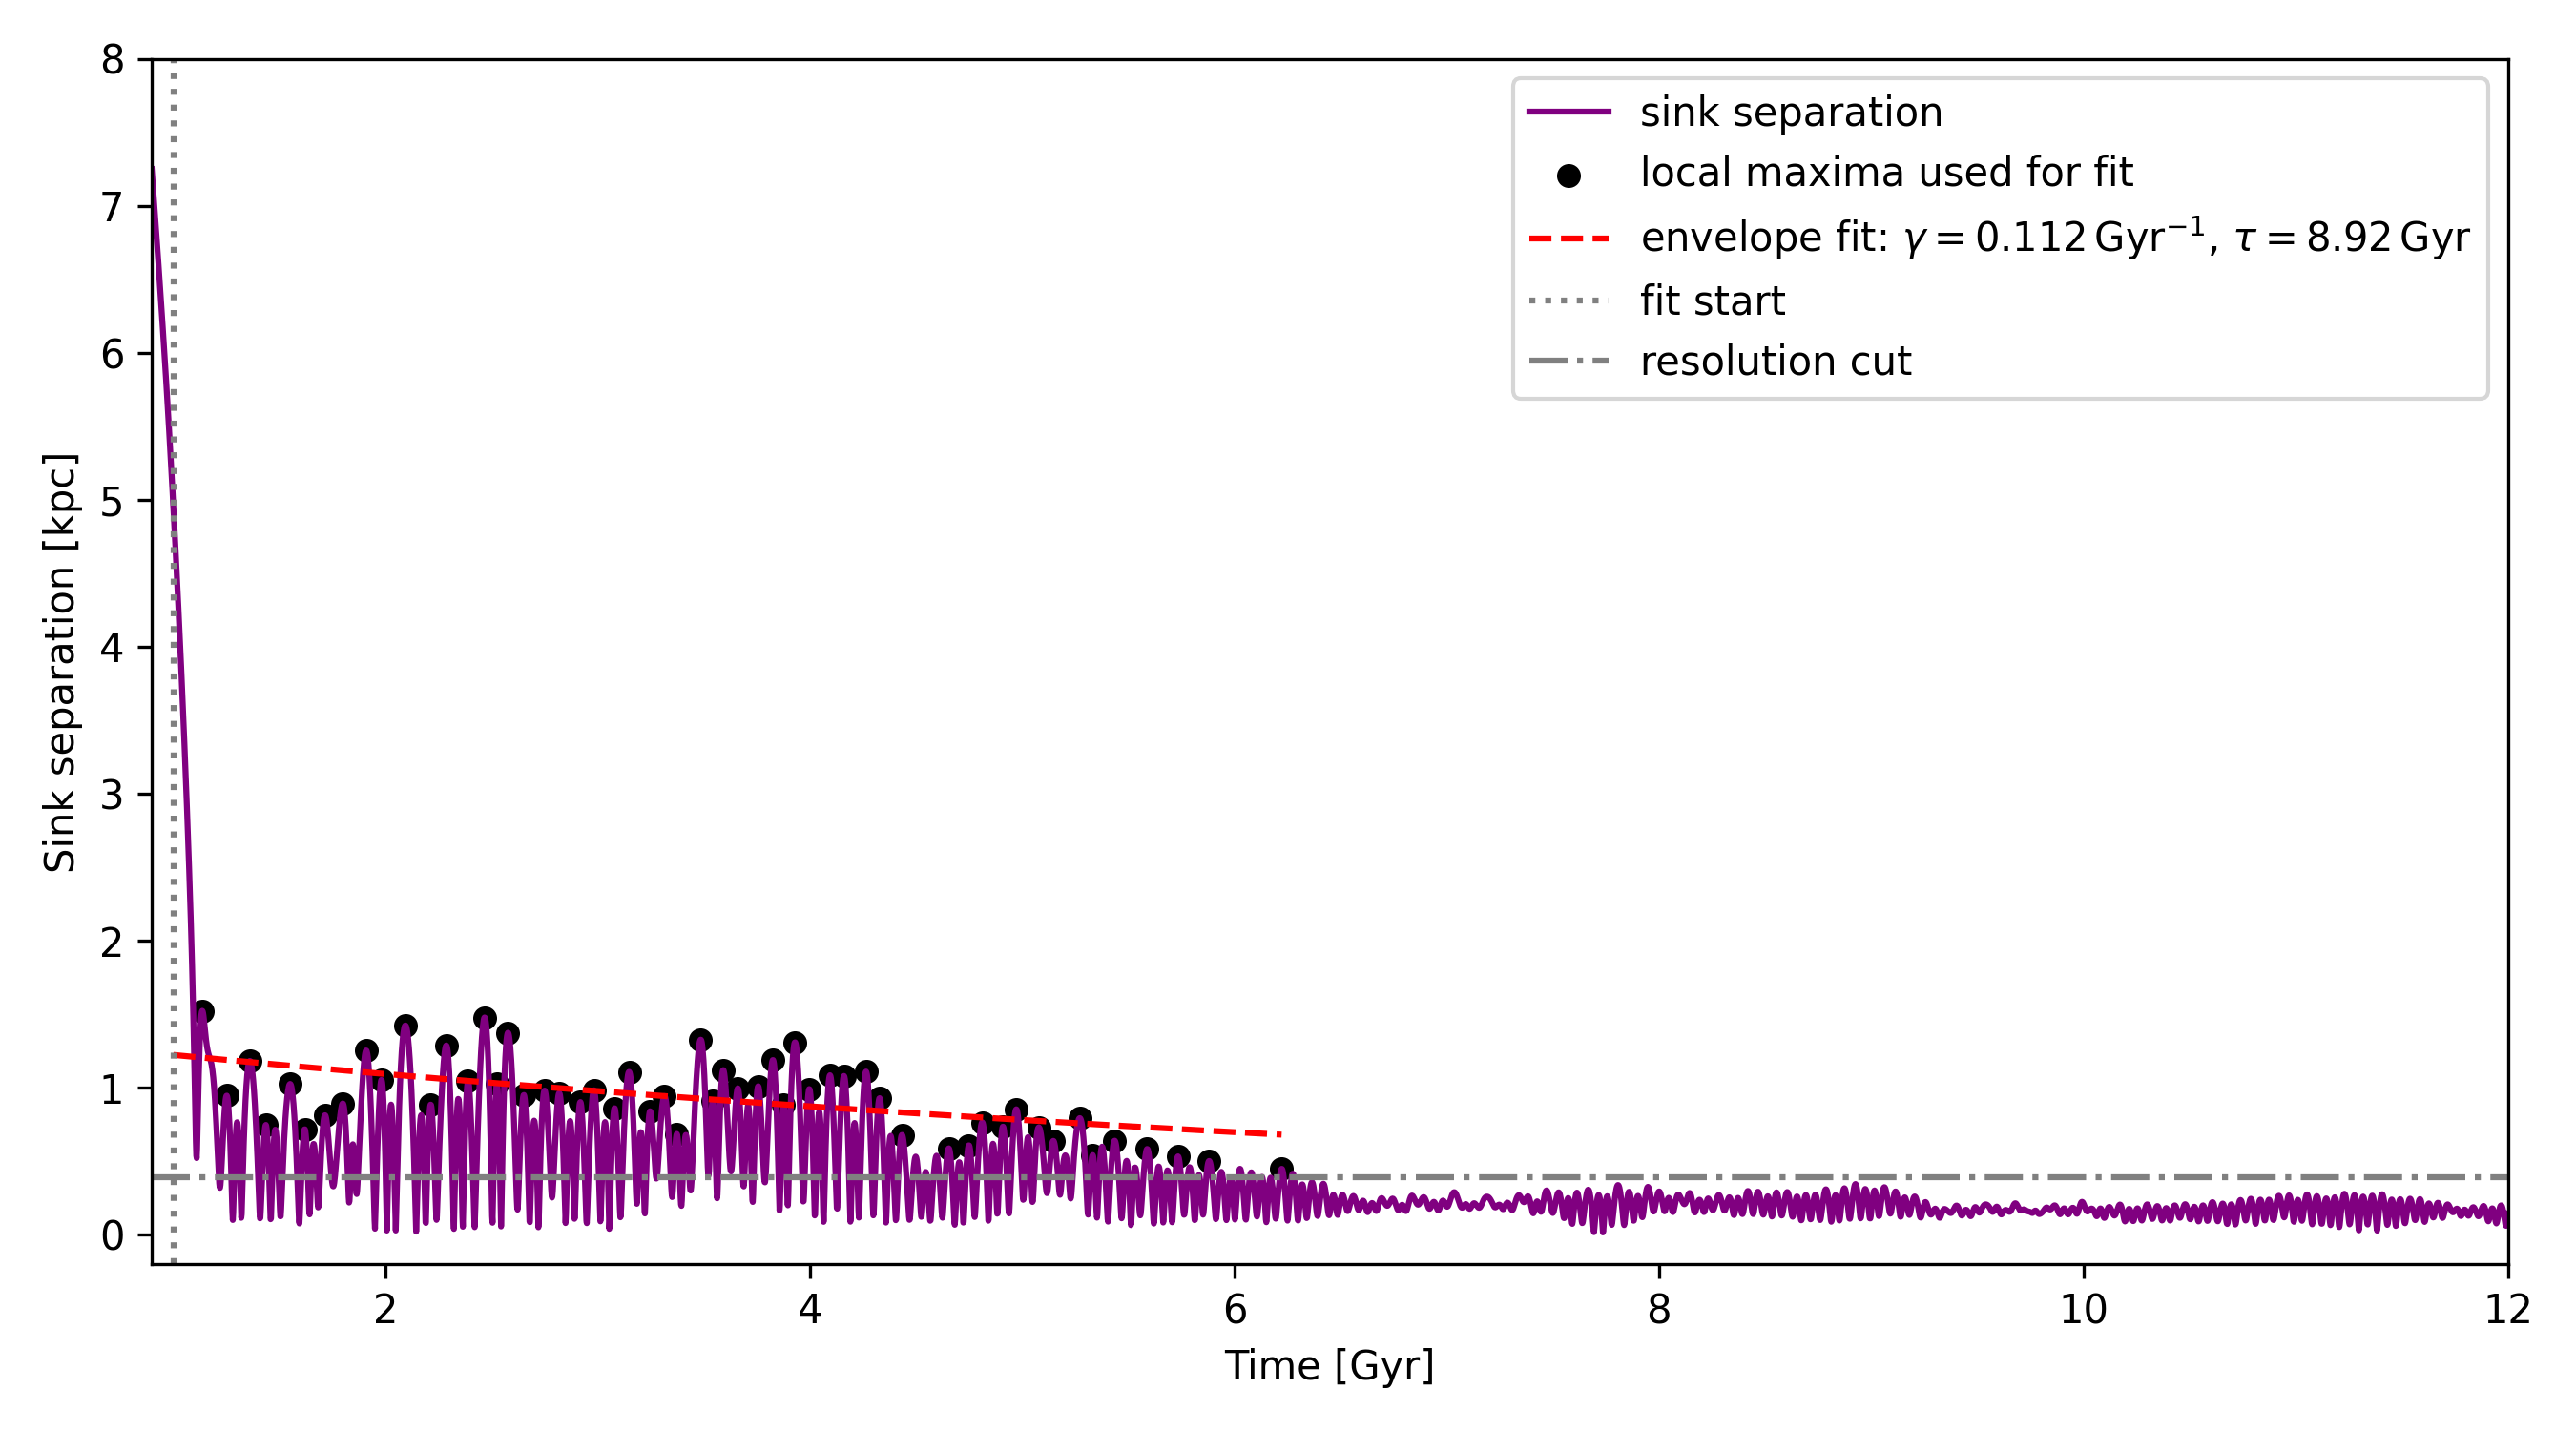 8
7
6
5
4
3
2
1
0
Sink separation [kpc]
sink separation
local maxima used for fit
envelope fit: γ = 0.112 Gyr⁻¹, τ = 8.92 Gyr
fit start
resolution cut
2 4 6 8 10 12
Time [Gyr]